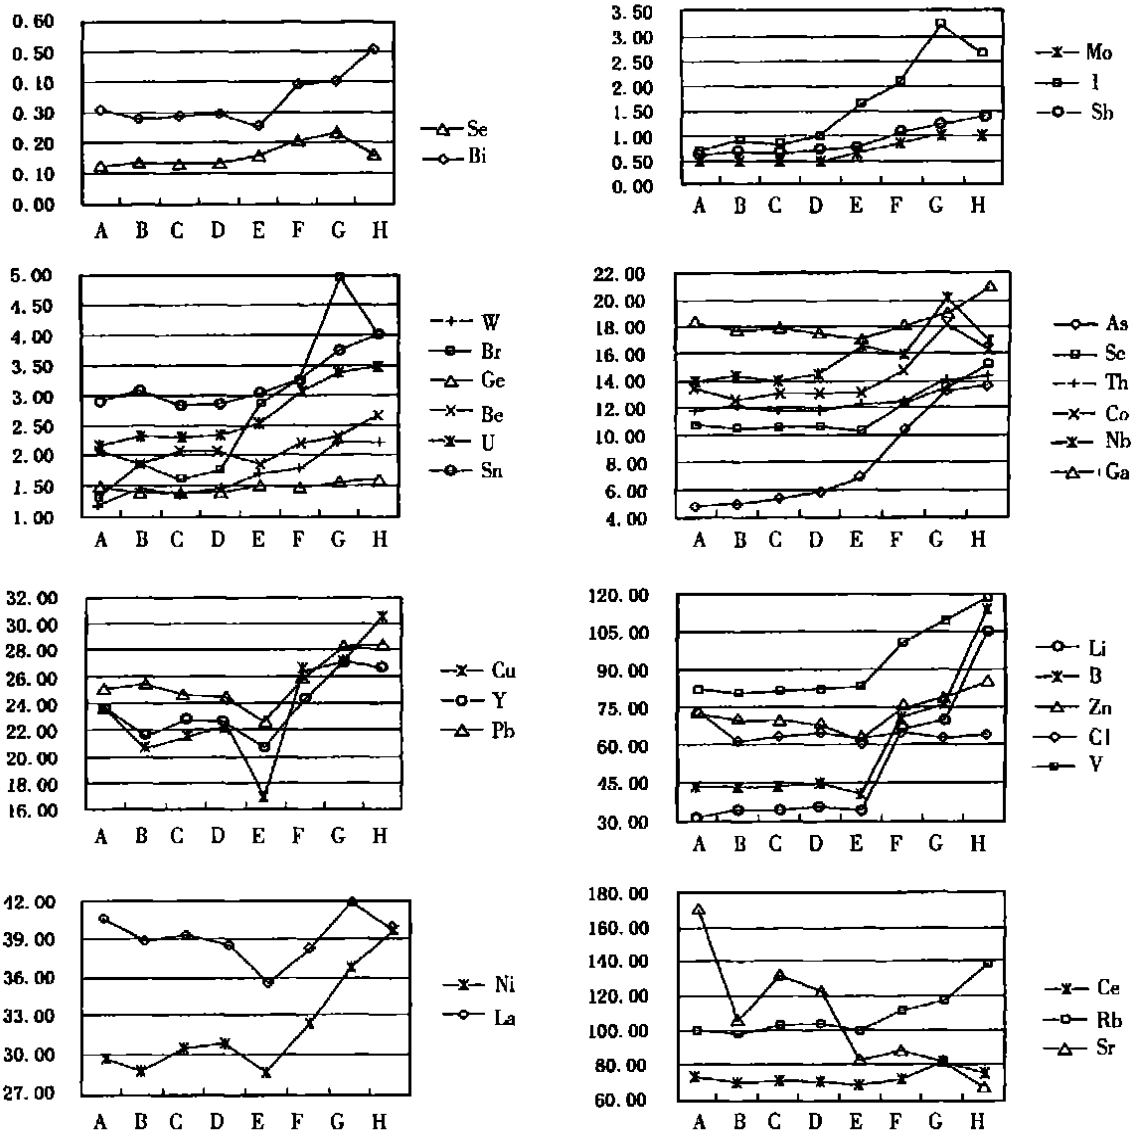 0.60
0.50
0.10
0.30
0.20
0.10
0.00
A B C D E F G H
Se
Bi
3.50
3.00
2.50
2.00
1.50
1.00
0.50
0.00
A B C D E F G H
Mo
I
Sb
5.00
4.50
4.00
3.50
3.00
2.50
2.00
1.50
1.00
A B C D E F G H
W
Br
Ge
Be
U
Sn
22.00
20.00
18.00
16.00
14.00
12.00
10.00
8.00
6.00
4.00
A B C D E F G H
As
Sc
Th
Co
Nb
Ga
32.00
30.00
28.00
26.00
24.00
22.00
20.00
18.00
16.00
A B C D E F G H
Cu
Y
Pb
120.00
105.00
90.00
75.00
60.00
45.00
30.00
A B C D E F G H
Li
B
Zn
Cl
V
42.00
39.00
36.00
33.00
30.00
27.00
A B C D E F G H
Ni
La
180.00
160.00
140.00
120.00
100.00
80.00
60.00
A B C D E F G H
Ce
Rb
Sr